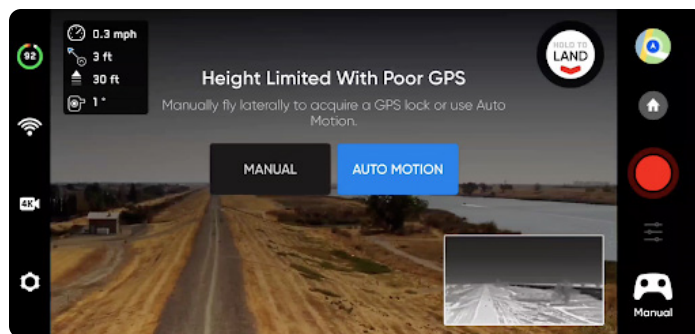 92
0.3 mph
3 ft
30 ft
1°
HOLD TO
LAND
Height Limited With Poor GPS
Manually fly laterally to acquire a GPS lock or use Auto
Motion.
MANUAL
AUTO MOTION
4K
Manual